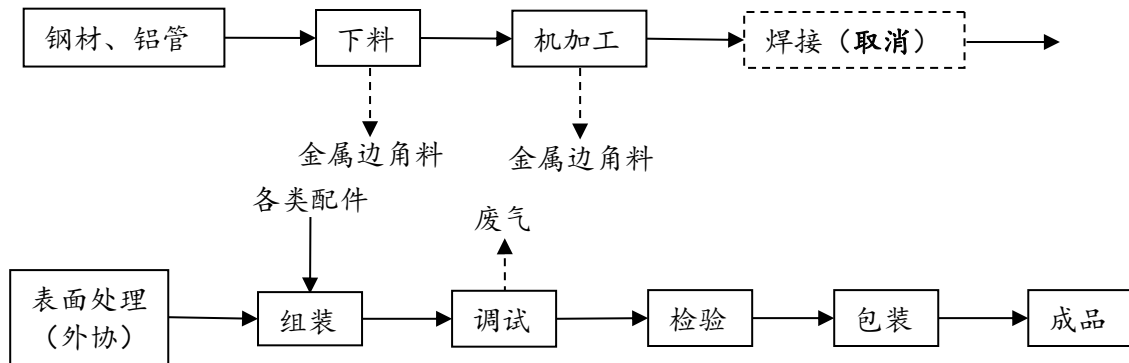 钢材、铝管
下料
机加工
焊接（取消）
金属边角料
金属边角料
各类配件
废气
表面处理
（外协）
组装
调试
检验
包装
成品